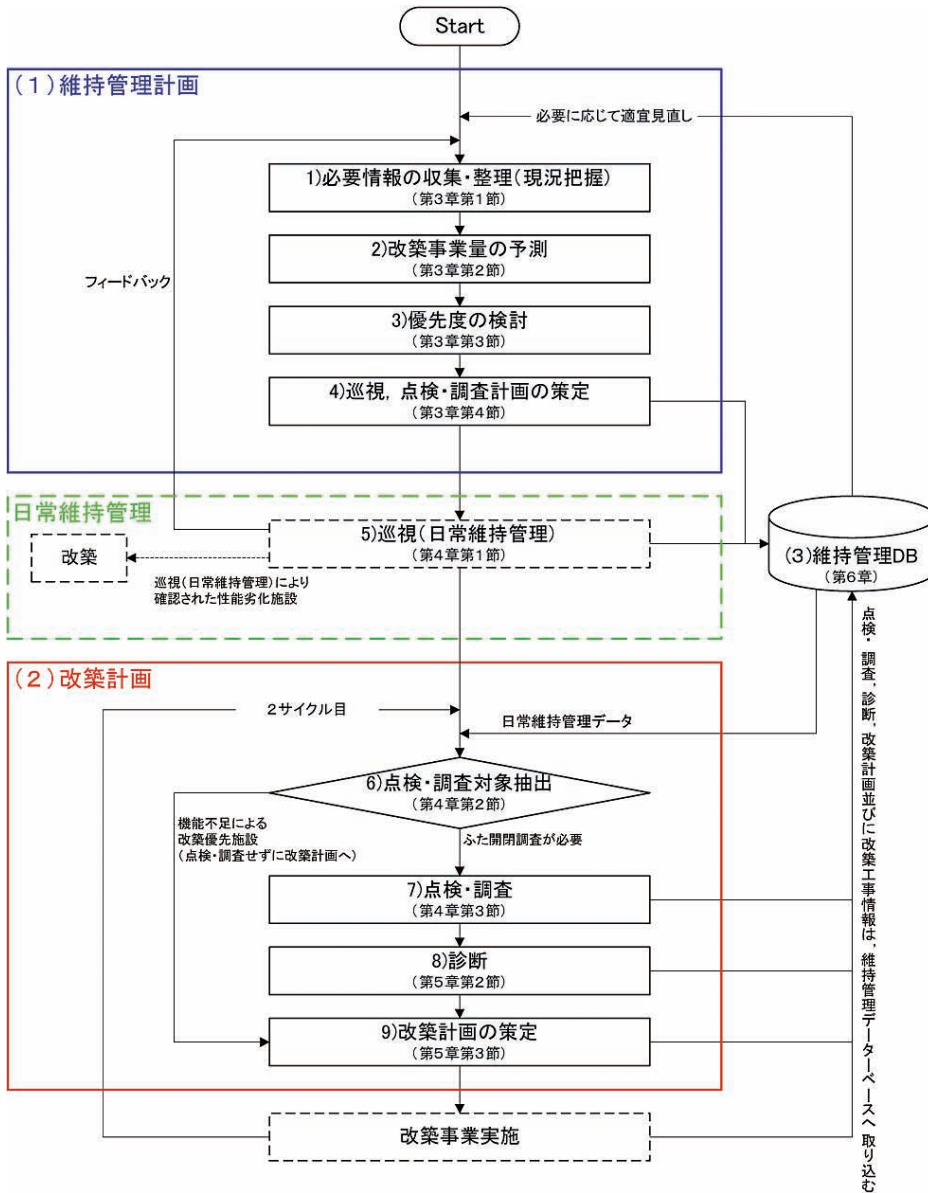 Start
(1)維持管理計画
必要に応じて適宜見直し
1)必要情報の収集・整理(現況把握)
(第3章第1節)
2)改築事業量の予測
(第3章第2節)
フィードバック
3)優先度の検討
(第3章第3節)
4)巡視,点検・調査計画の策定
(第3章第4節)
日常維持管理
5)巡視(日常維持管理)
(第4章第1節)
改築
巡視(日常維持管理)により
確認された性能劣化施設
(3)維持管理DB
(第6章)
(2)改築計画
2サイクル目
日常維持管理データ
6)点検・調査対象抽出
(第4章第2節)
機能不足による
改築優先施設
(点検・調査せずに改築計画へ)
ふた開閉調査が必要
7)点検・調査
(第4章第3節)
8)診断
(第5章第2節)
9)改築計画の策定
(第5章第3節)
改築事業実施
点検・調査,診断,改築計画並びに改築工事情報は,維持管理データーベースへ取り込む